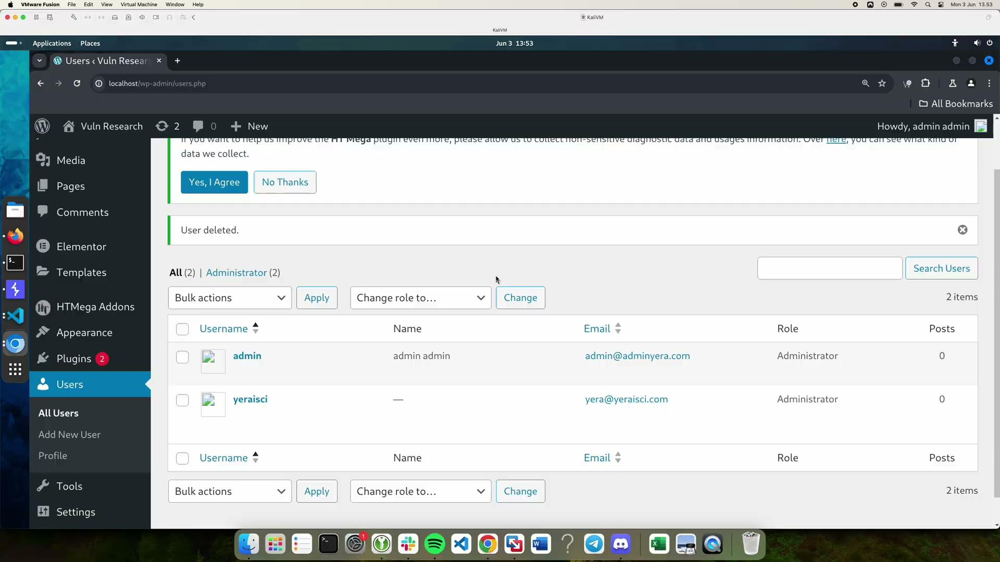 VMware Fusion File Edit View Virtual Machine Window Help Mon 3 Jun 13.53
KaliVM
KaliVM
Applications Places Jun 3 13:53
Users ‹ Vuln Resear
localhost/wp-admin/users.php
All Bookmarks
Vuln Research 2 0 New Howdy, admin admin
If you want to help us improve the HT Mega plugin even more, please allow us to collect non-sensitive diagnostic data and usages information. Over here, you can see what kind of
data we collect.
Yes, I Agree No Thanks
User deleted.
All (2) | Administrator (2)
Search Users
Bulk actions Apply Change role to... Change 2 items
Username Name Email Role Posts
admin admin admin admin@adminyera.com Administrator 0
yeraisci — yera@yeraisci.com Administrator 0
Username Name Email Role Posts
Bulk actions Apply Change role to... Change 2 items
Media
Pages
Comments
Elementor
Templates
HTMega Addons
Appearance
Plugins 2
Users
All Users
Add New User
Profile
Tools
Settings
1